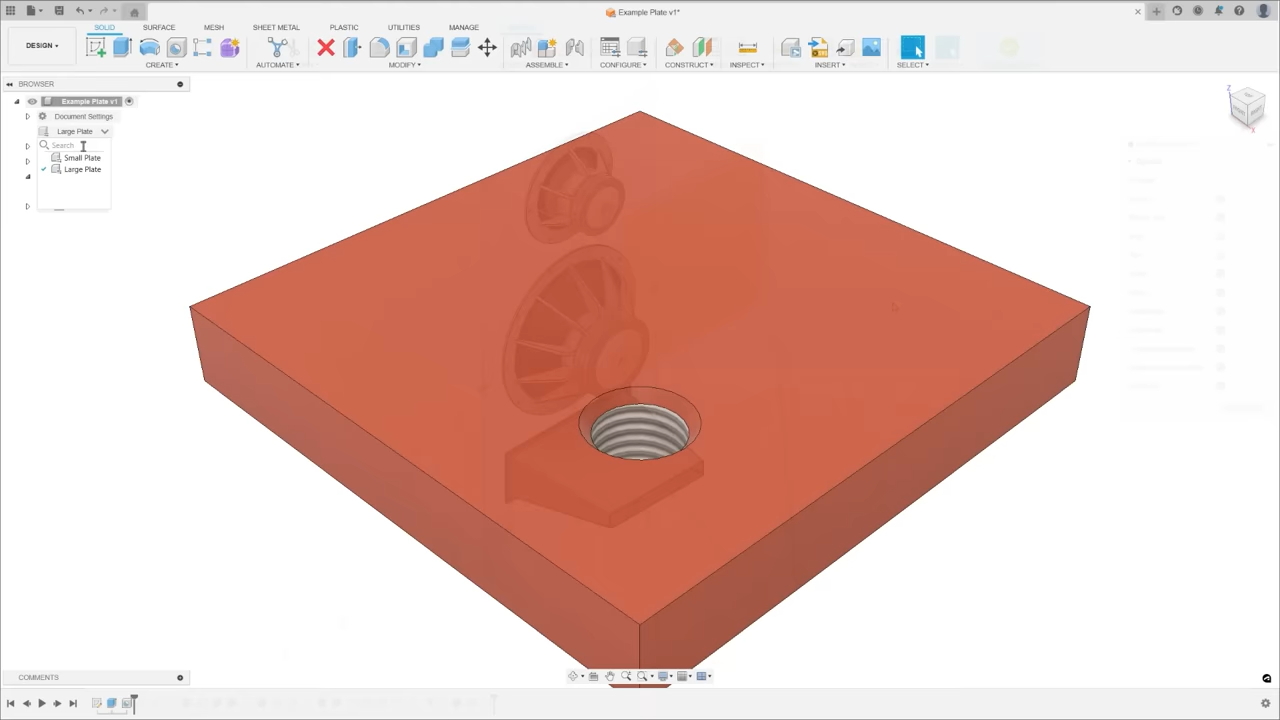 Example Plate v1*
SOLID SURFACE MESH SHEET METAL PLASTIC UTILITIES MANAGE
DESIGN
CREATE AUTOMATE MODIFY ASSEMBLE CONFIGURE CONSTRUCT INSPECT INSERT SELECT
BROWSER
Example Plate v1
Document Settings
Large Plate
Search
Small Plate
Large Plate
Z
X
COMMENTS